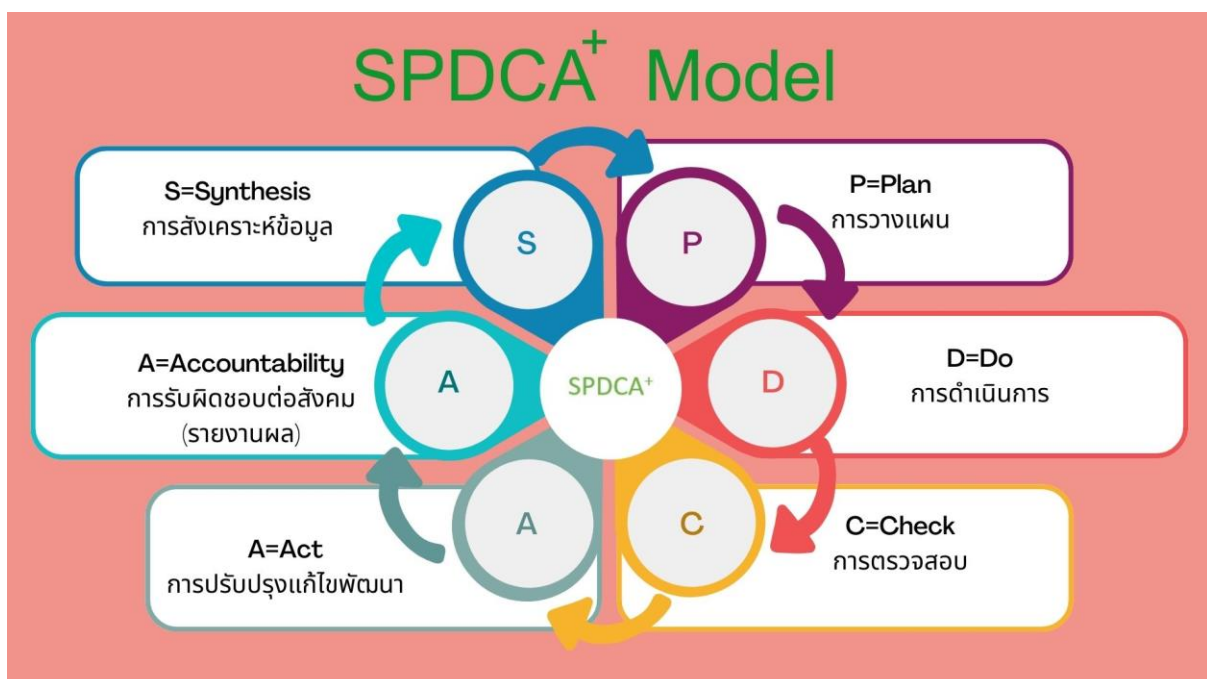 SPDCA⁺ Model
S=Synthesis
การสังเคราะห์ข้อมูล
S
P=Plan
การวางแผน
P
A=Accountability
การรับผิดชอบต่อสังคม
(รายงานผล)
A
SPDCA⁺
D
D=Do
การดำเนินการ
A=Act
การปรับปรุงแก้ไขพัฒนา
A
C
C=Check
การตรวจสอบ